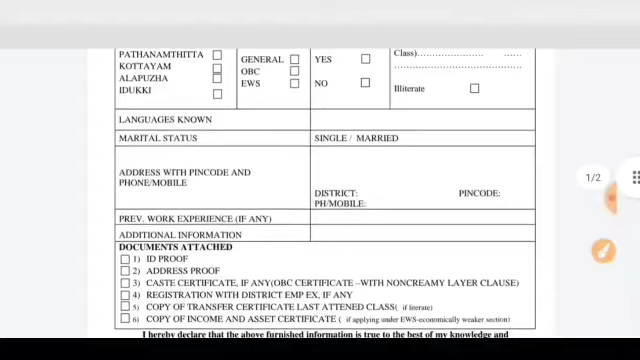 PATHANAMTHITTA
KOTTAYAM
ALAPUZHA
IDUKKI
GENERAL
OBC
EWS
YES
NO
Class)…………………. ……
Illiterate
LANGUAGES KNOWN
MARITAL STATUS SINGLE / MARRIED
ADDRESS WITH PINCODE AND
PHONE/MOBILE
DISTRICT: PINCODE:
PH/MOBILE:
PREV. WORK EXPERIENCE (IF ANY)
ADDITIONAL INFORMATION
DOCUMENTS ATTACHED
1) ID PROOF
2) ADDRESS PROOF
3) CASTE CERTIFICATE, IF ANY(OBC CERTIFICATE –WITH NONCREAMY LAYER CLAUSE)
4) REGISTRATION WITH DISTRICT EMP EX, IF ANY
5) COPY OF TRANSFER CERTIFICATE LAST ATTENED CLASS( if literate)
6) COPY OF INCOME AND ASSET CERTIFICATE ( if applying under EWS-economically weaker section)
I hereby declare that the above furnished information is true to the best of my knowledge and
1/2